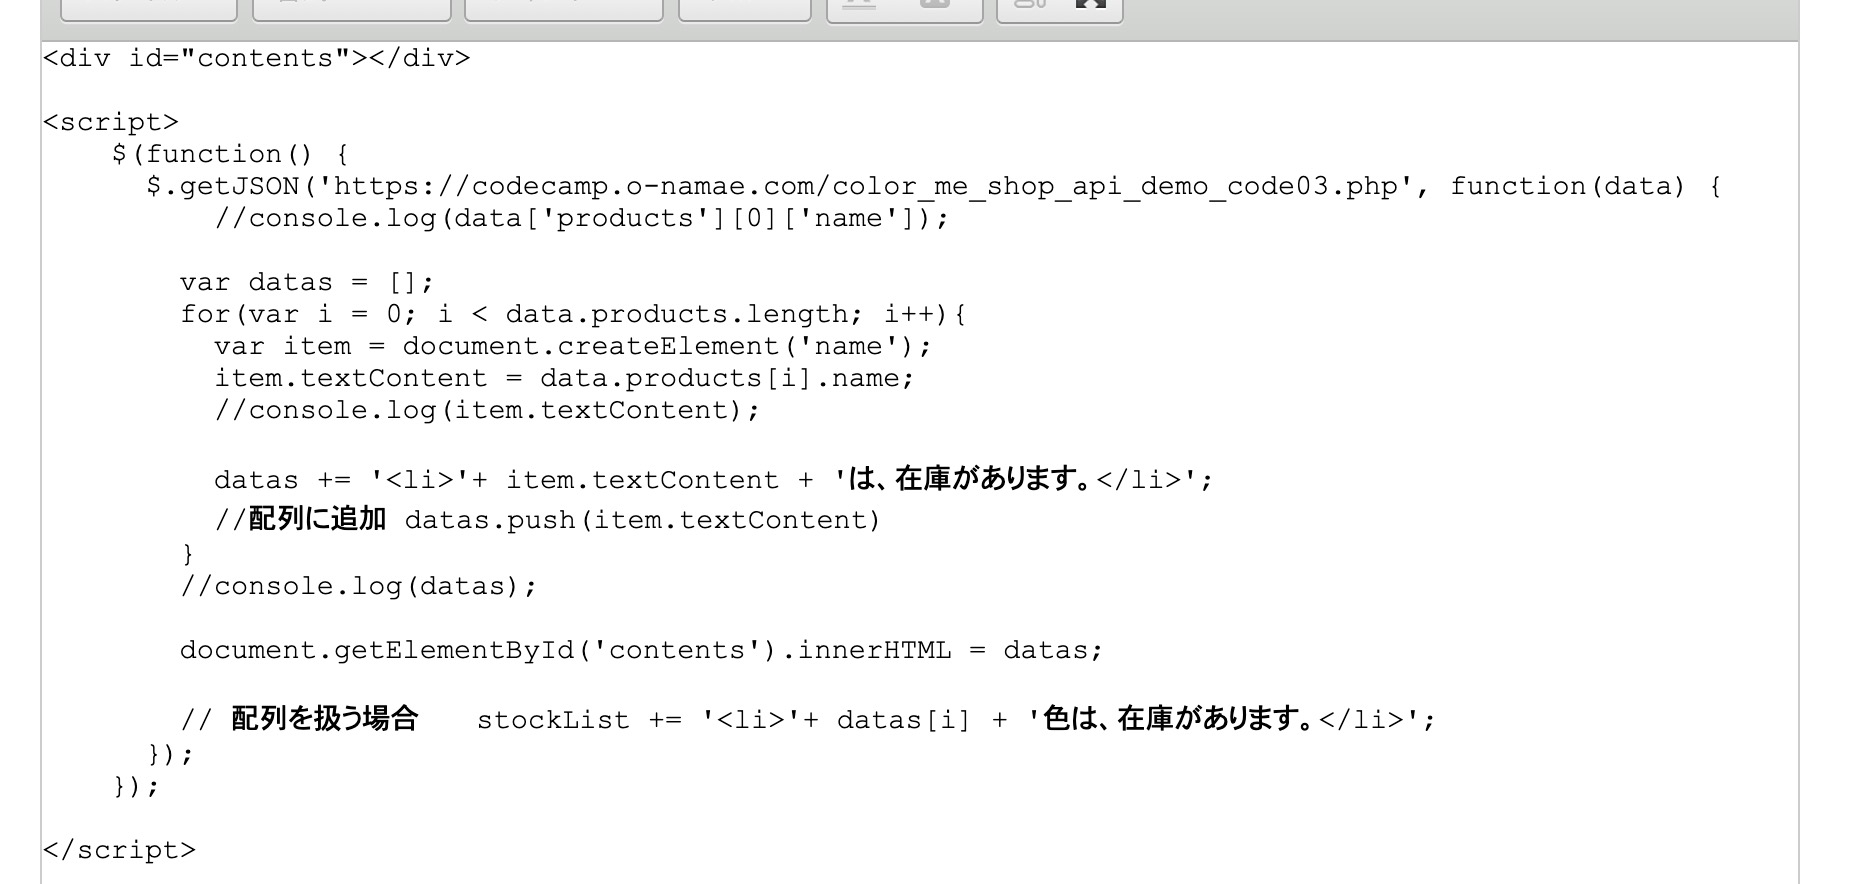 <div id="contents"></div>
<script>
$(function() {
$.getJSON('https://codecamp.o-namae.com/color_me_shop_api_demo_code03.php', function(data) {
//console.log(data['products'][0]['name']);
var datas = [];
for(var i = 0; i < data.products.length; i++){
var item = document.createElement('name');
item.textContent = data.products[i].name;
//console.log(item.textContent);
datas += '<li>'+ item.textContent + 'は、在庫があります。</li>';
//配列に追加 datas.push(item.textContent)
}
//console.log(datas);
document.getElementById('contents').innerHTML = datas;
// 配列を扱う場合　 stockList += '<li>'+ datas[i] + '色は、在庫があります。</li>';
});
});
</script>